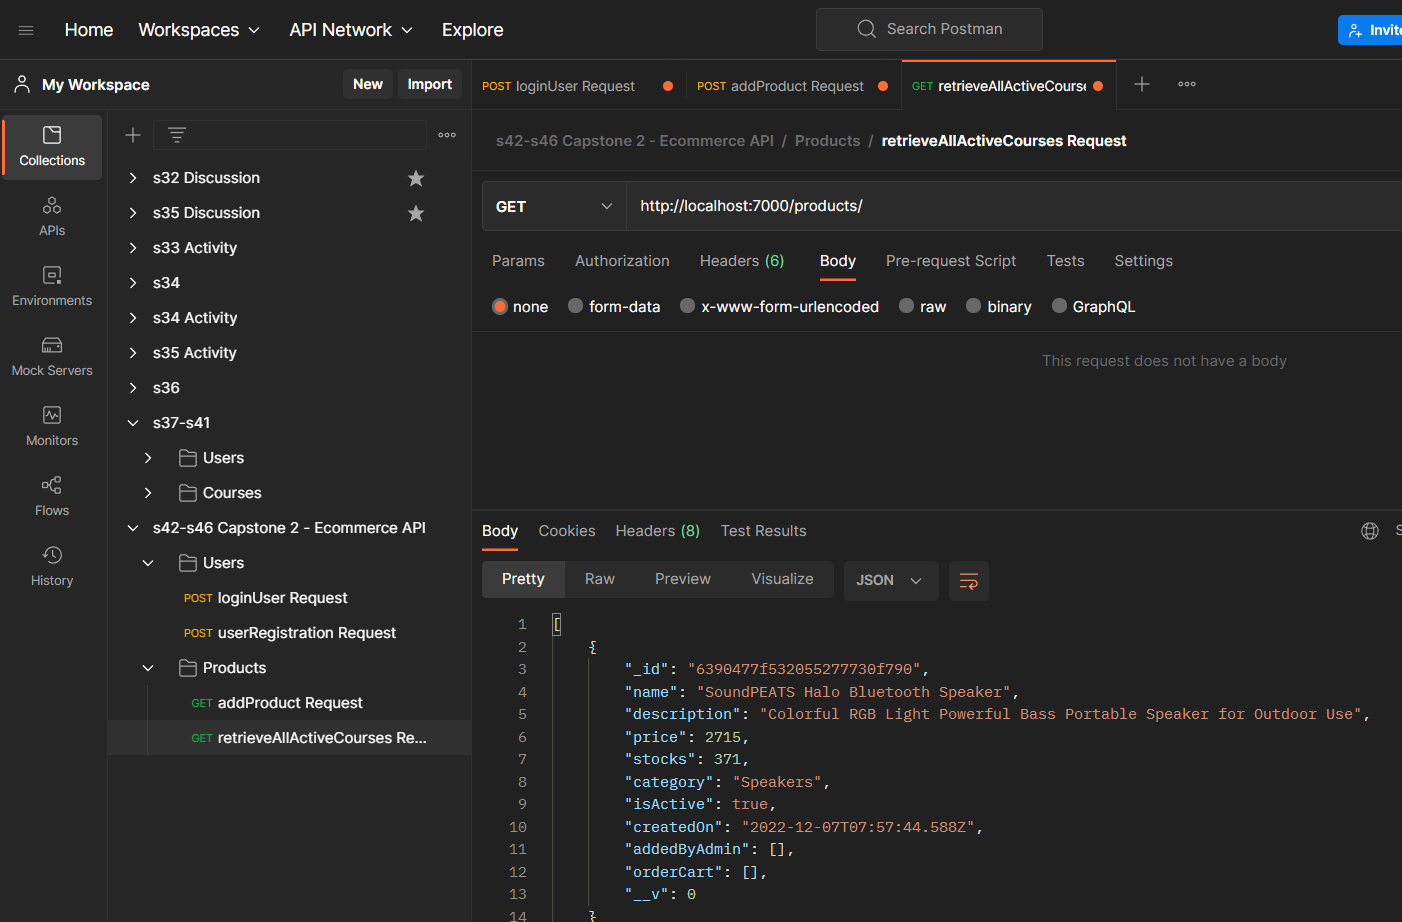 Home Workspaces API Network Explore Search Postman Invite
My Workspace New Import POST loginUser Request POST addProduct Request GET retrieveAllActiveCourse
s42-s46 Capstone 2 - Ecommerce API / Products / retrieveAllActiveCourses Request
Collections
APIs
Environments
Mock Servers
Monitors
Flows
History
s32 Discussion
s35 Discussion
s33 Activity
s34
s34 Activity
s35 Activity
s36
s37-s41
Users
Courses
s42-s46 Capstone 2 - Ecommerce API
Users
POST loginUser Request
POST userRegistration Request
Products
GET addProduct Request
GET retrieveAllActiveCourses Re...
GET http://localhost:7000/products/
Params Authorization Headers (6) Body Pre-request Script Tests Settings
none form-data x-www-form-urlencoded raw binary GraphQL
This request does not have a body
Body Cookies Headers (8) Test Results
Pretty Raw Preview Visualize JSON
1 [
2 {
3 "_id": "6390477f532055277730f790",
4 "name": "SoundPEATS Halo Bluetooth Speaker",
5 "description": "Colorful RGB Light Powerful Bass Portable Speaker for Outdoor Use",
6 "price": 2715,
7 "stocks": 371,
8 "category": "Speakers",
9 "isActive": true,
10 "createdOn": "2022-12-07T07:57:44.588Z",
11 "addedByAdmin": [],
12 "orderCart": [],
13 "__v": 0
14 }